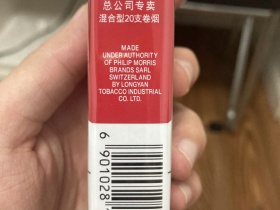 总公司专卖
混合型20支卷烟
MADE
UNDER AUTHORITY
OF PHILIP MORRIS
BRANDS SARL
SWITZERLAND
BY LONGYAN
TOBACCO INDUSTRIAL
CO. LTD.
6 901028